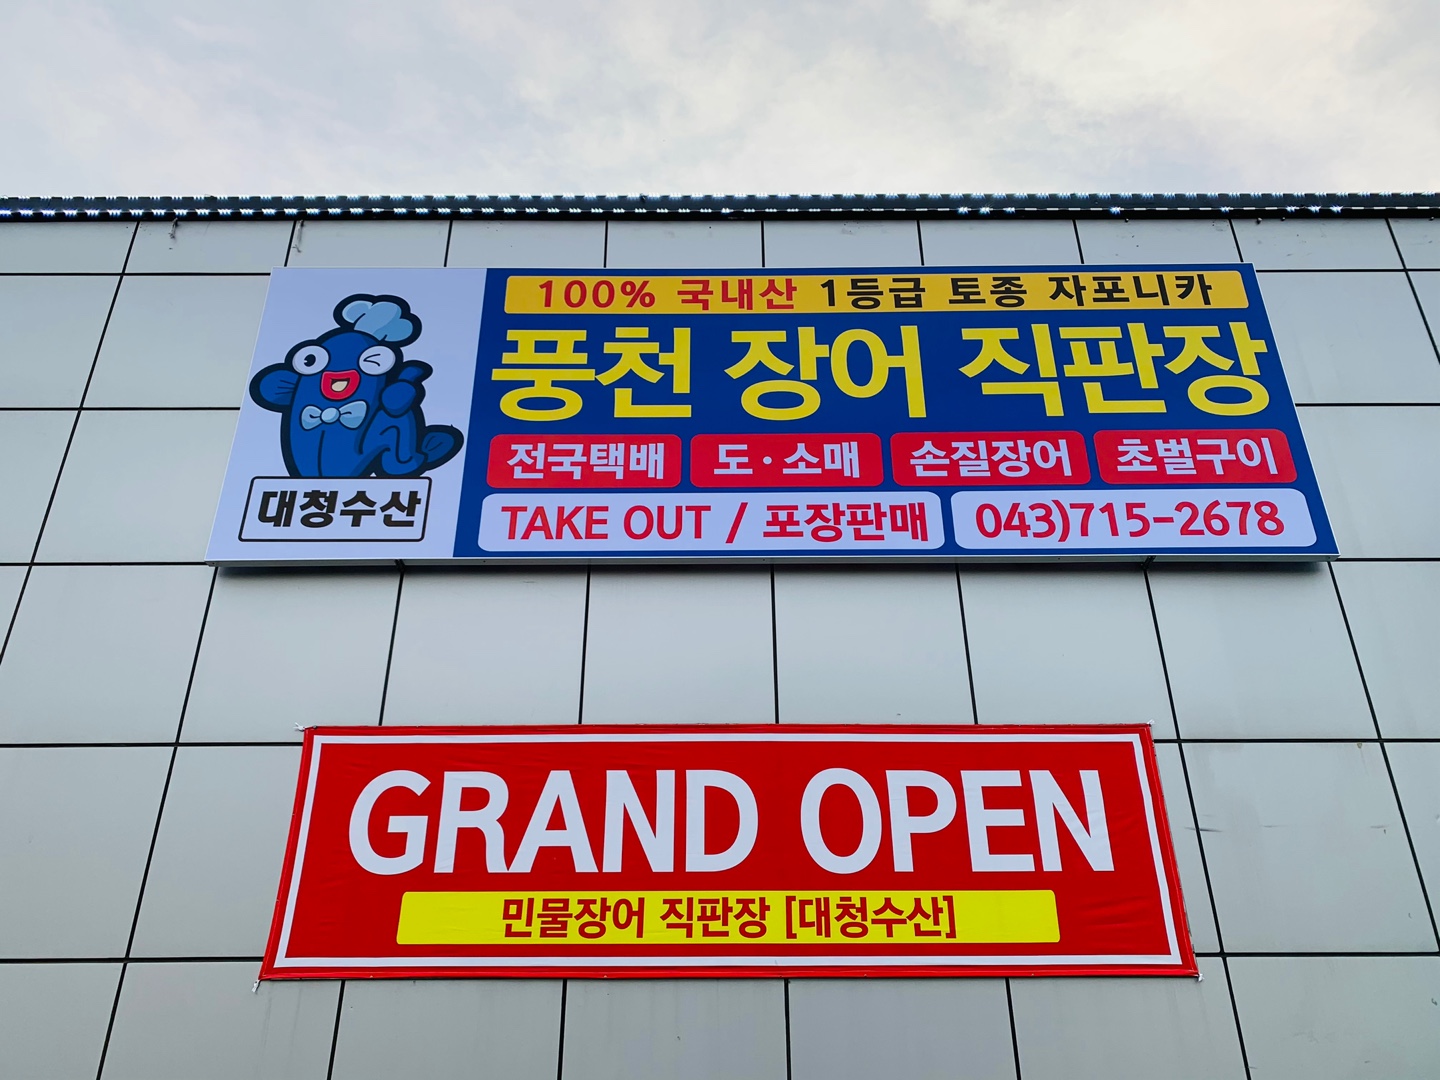 100% 국내산 1등급 토종 자포니카
풍천 장어 직판장
전국택배 도·소매 손질장어 초벌구이
TAKE OUT / 포장판매 043)715-2678
대청수산
GRAND OPEN
민물장어 직판장 [대청수산]